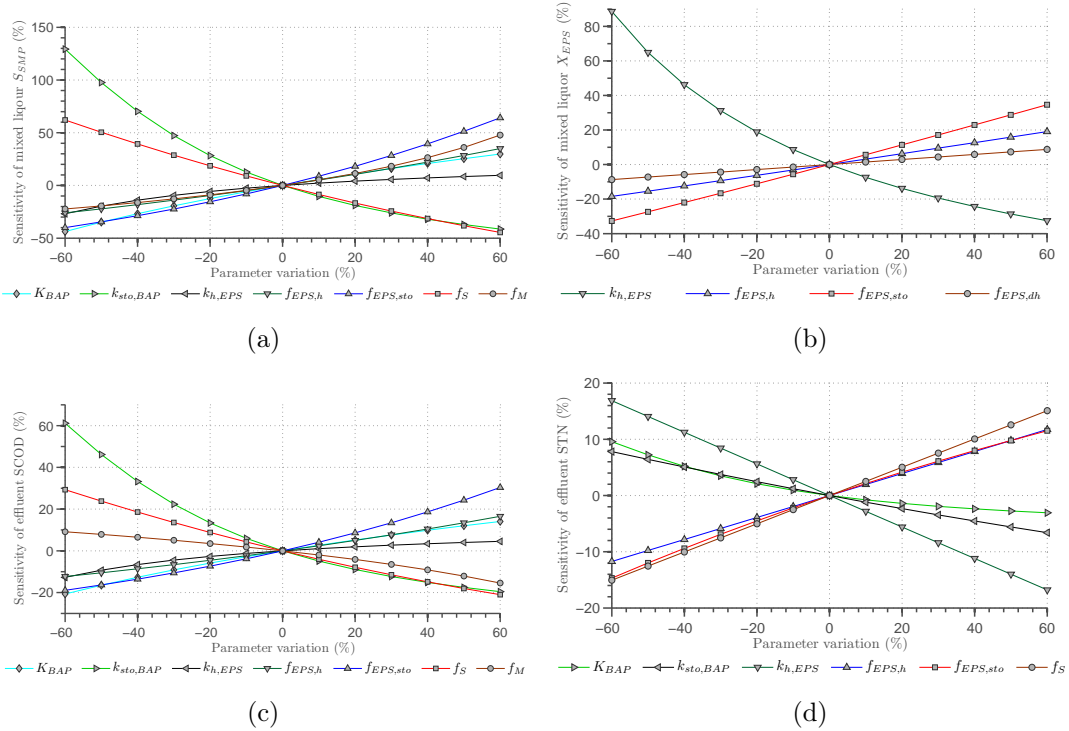 Sensitivity of mixed liqour S_SMP (%)
150
100
50
0
−50
−60 −40 −20 0 20 40 60
Parameter variation (%)
K_BAP k_sto,BAP k_h,EPS f_EPS,h f_EPS,sto f_S f_M
(a)
Sensitivity of mixed liquor X_EPS (%)
80
60
40
20
0
−20
−40
−60 −40 −20 0 20 40 60
Parameter variation (%)
k_h,EPS f_EPS,h f_EPS,sto f_EPS,dh
(b)
Sensitivity of effluent SCOD (%)
60
40
20
0
−20
−60 −40 −20 0 20 40 60
Parameter variation (%)
K_BAP k_sto,BAP k_h,EPS f_EPS,h f_EPS,sto f_S f_M
(c)
Sensitivity of effluent STN (%)
20
10
0
−10
−20
−60 −40 −20 0 20 40 60
Parameter variation (%)
K_BAP k_sto,BAP k_h,EPS f_EPS,h f_EPS,sto f_S
(d)